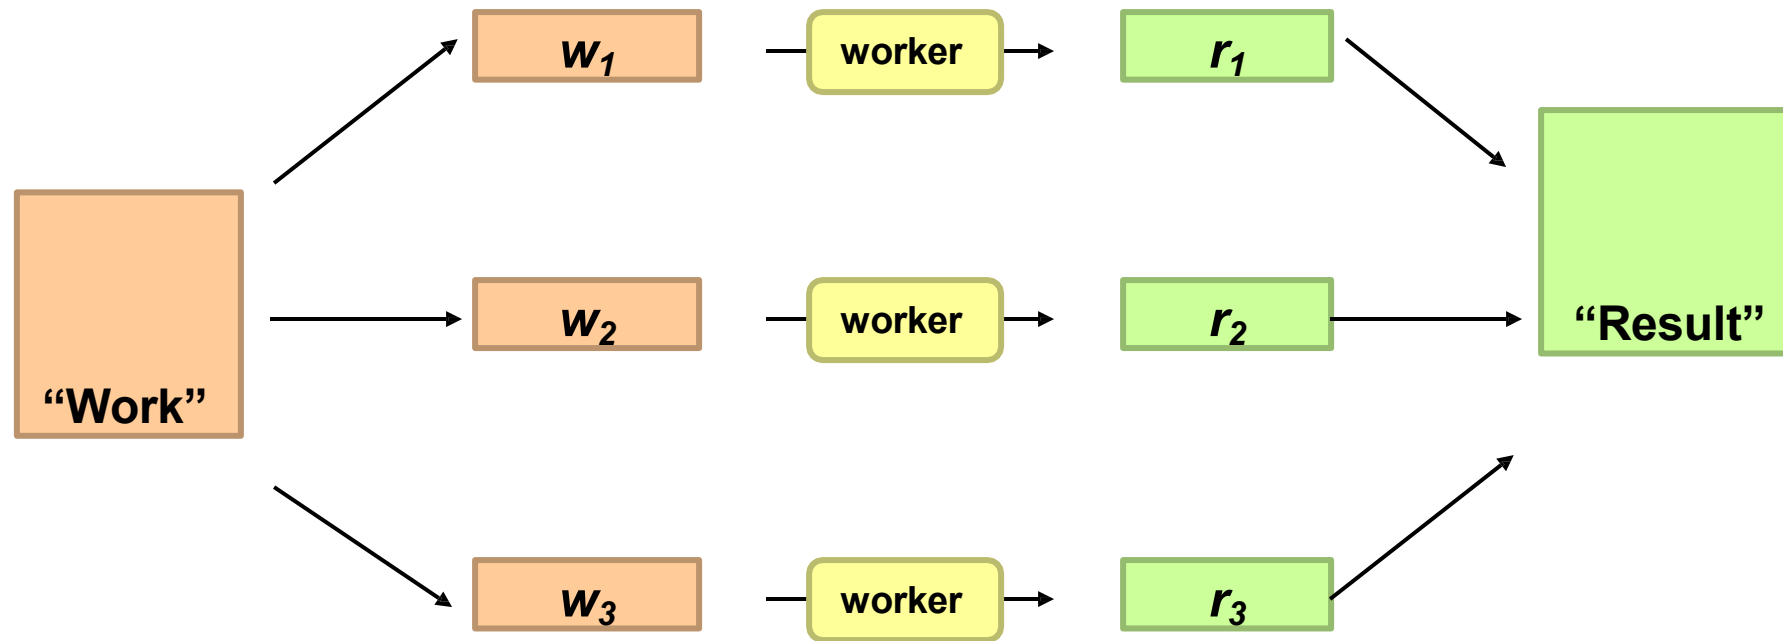 w1 worker r1
w2 worker r2 “Result”
“Work”
w3 worker r3